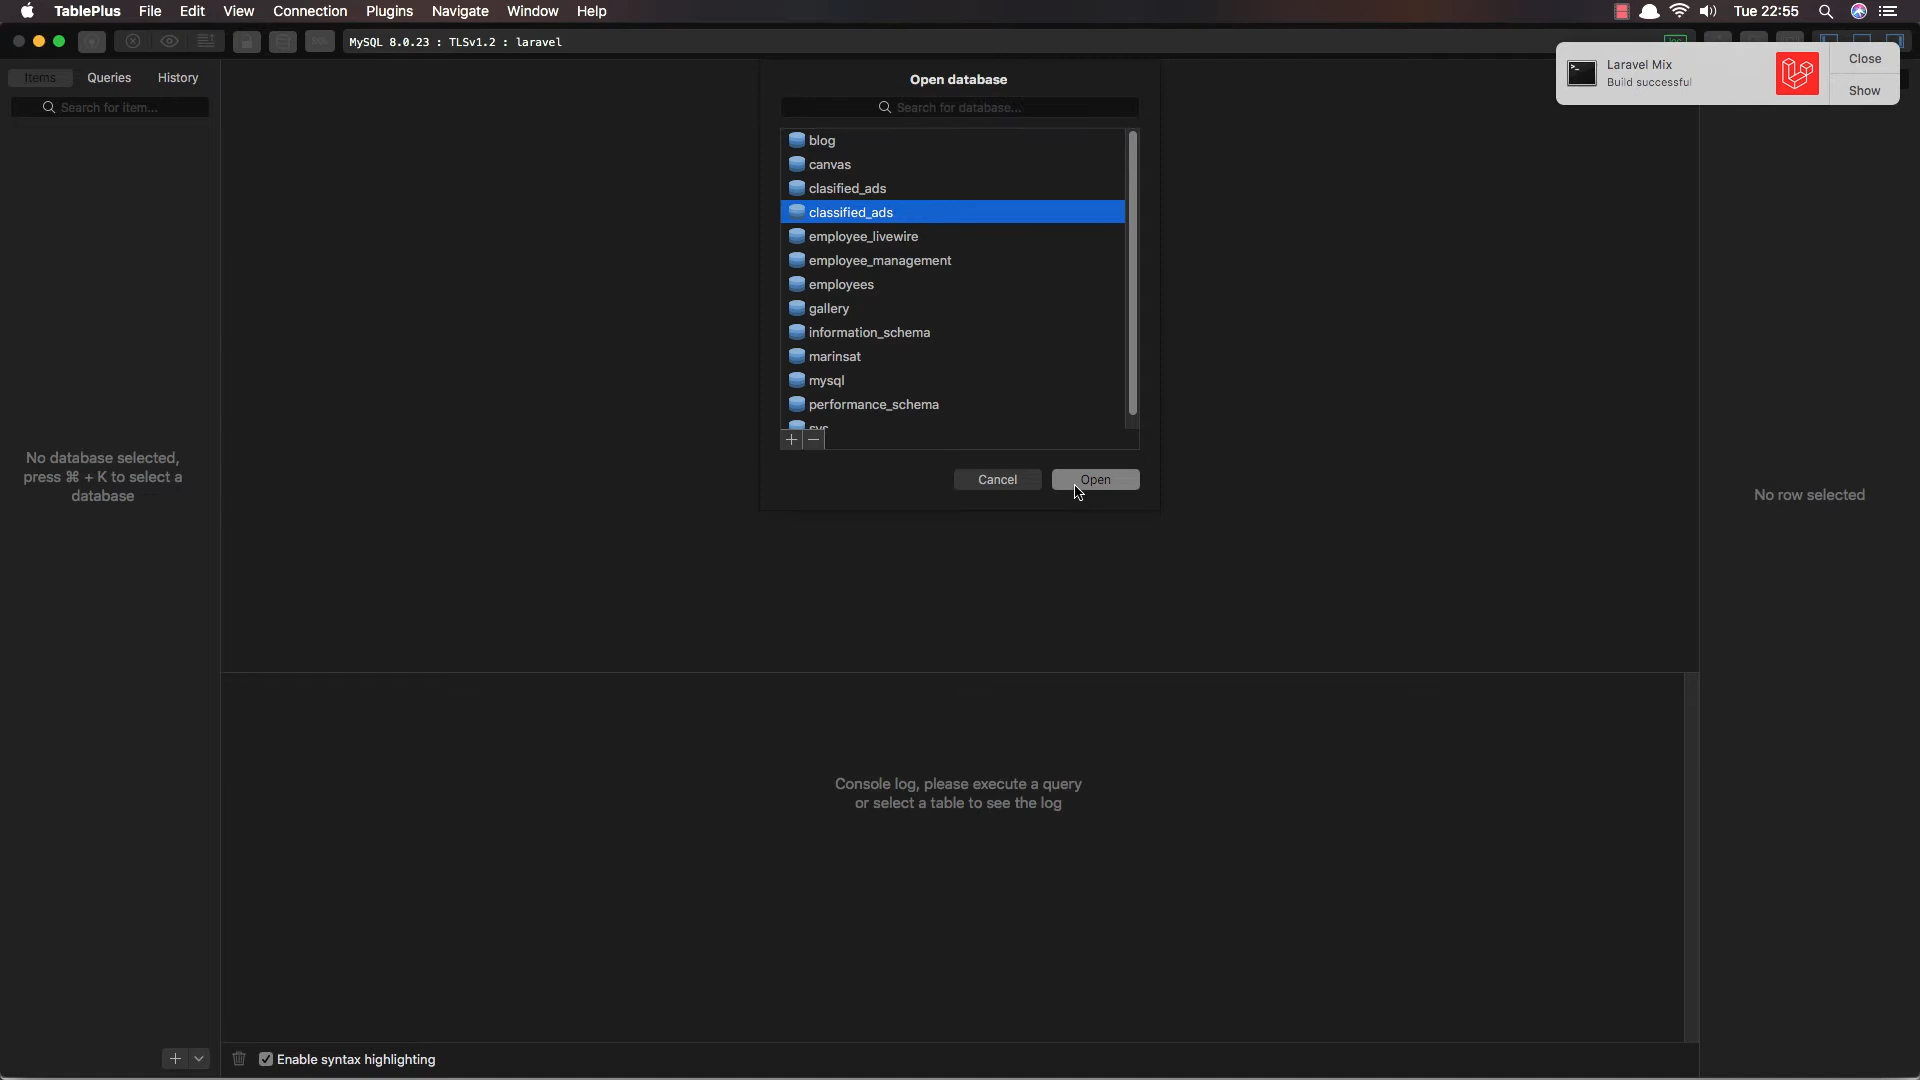 TablePlus File Edit View Connection Plugins Navigate Window Help
Tue 22:55
MySQL 8.0.23 : TLSv1.2 : laravel
Laravel Mix
Build successful
Close
Show
Items Queries History
Search for item...
No database selected,
press ⌘ + K to select a
database
Open database
Search for database...
blog
canvas
clasified_ads
classified_ads
employee_livewire
employee_management
employees
gallery
information_schema
marinsat
mysql
performance_schema
sys
Cancel Open
No row selected
Console log, please execute a query
or select a table to see the log
Enable syntax highlighting